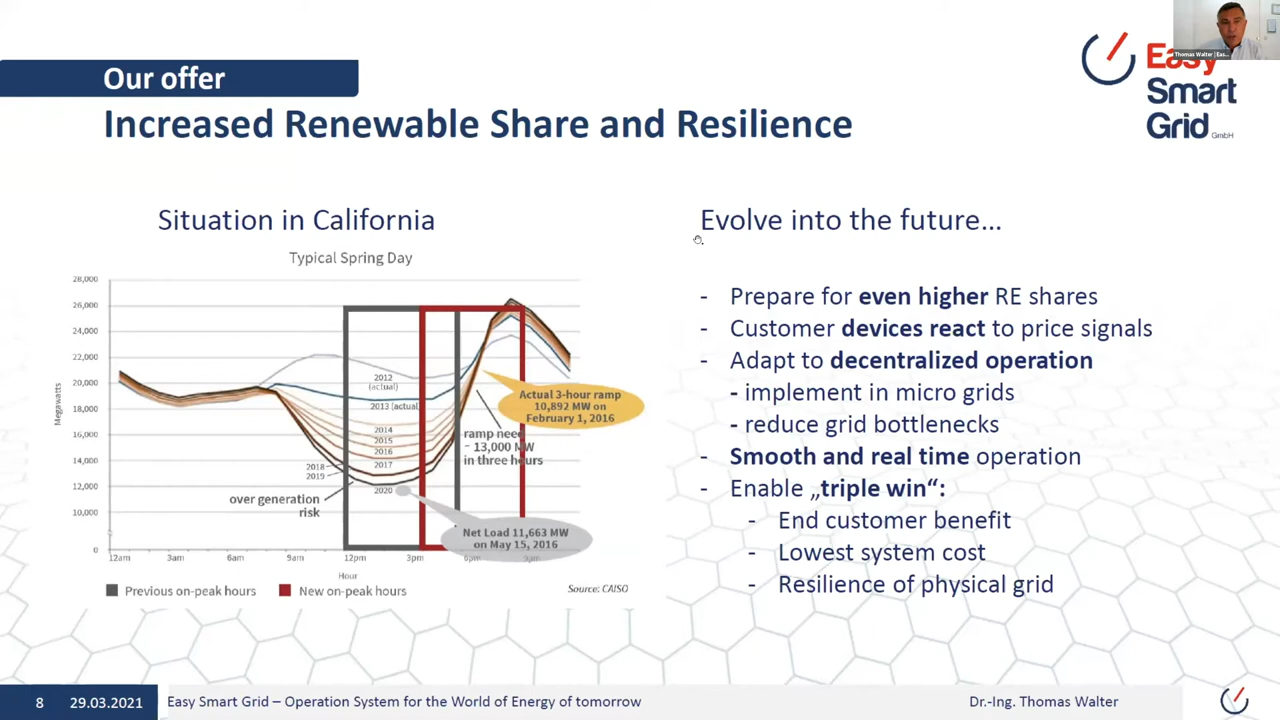 Thomas Walter | Eas...
Easy
Smart
Grid GmbH
Our offer
Increased Renewable Share and Resilience
Situation in California
Typical Spring Day
Megawatts
28,000
26,000
24,000
22,000
20,000
18,000
16,000
14,000
12,000
10,000
0
12am 3am 6am 9am 12pm 3pm 6pm 9pm
Hour
2012
(actual)
2013 (actual)
2014
2015
2016
2017
2018
2019
2020
over generation
risk
ramp need
~ 13,000 MW
in three hours
Actual 3-hour ramp
10,892 MW on
February 1, 2016
Net Load 11,663 MW
on May 15, 2016
Previous on-peak hours
New on-peak hours
Source: CAISO
Evolve into the future…
- Prepare for even higher RE shares
- Customer devices react to price signals
- Adapt to decentralized operation
- implement in micro grids
- reduce grid bottlenecks
- Smooth and real time operation
- Enable „triple win“:
- End customer benefit
- Lowest system cost
- Resilience of physical grid
8 29.03.2021 Easy Smart Grid – Operation System for the World of Energy of tomorrow Dr.-Ing. Thomas Walter